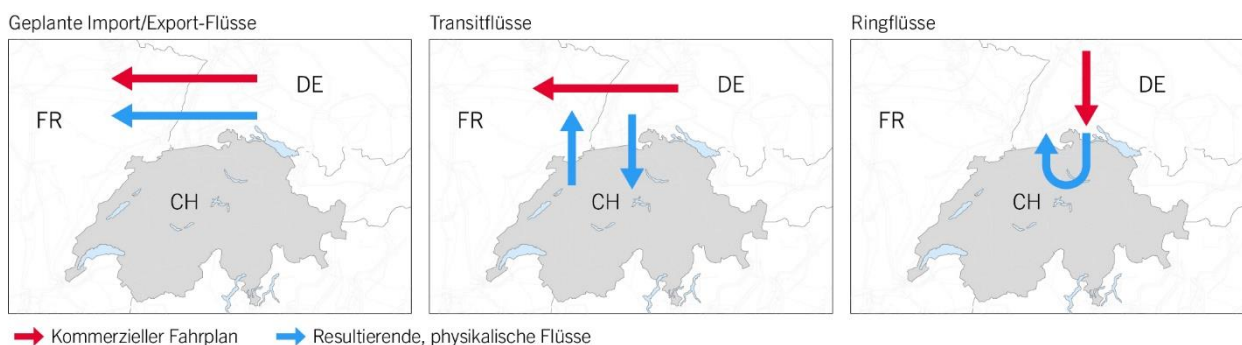 Geplante Import/Export-Flüsse
DE
FR
CH
Transitflüsse
DE
FR
CH
Ringflüsse
DE
FR
CH
Kommerzieller Fahrplan
Resultierende, physikalische Flüsse